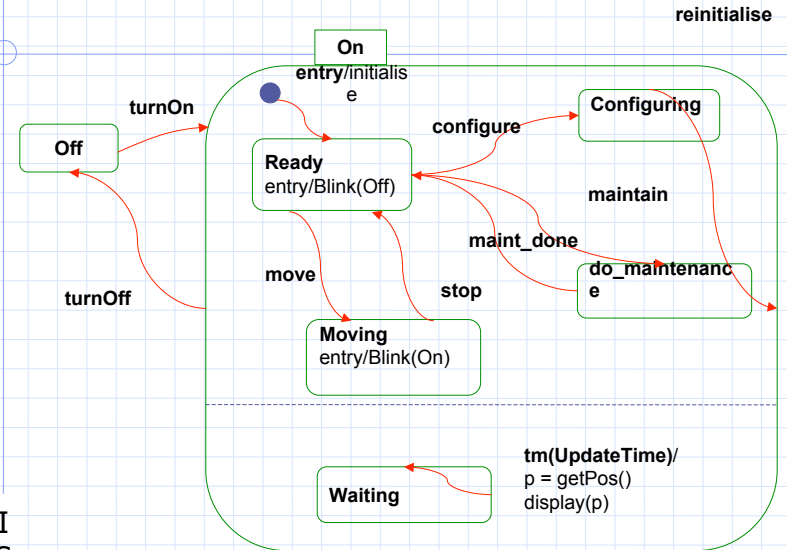 reinitialise
On
entry/initialis
e
turnOn
Configuring
configure
Off
Ready
entry/Blink(Off)
maintain
maint_done
do_maintenanc
e
move
stop
turnOff
Moving
entry/Blink(On)
tm(UpdateTime)/
p = getPos()
display(p)
Waiting
I